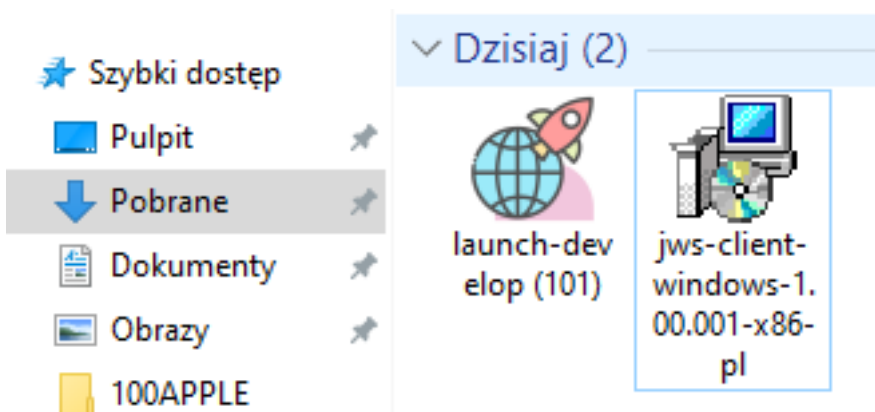 Szybki dostęp
Pulpit
Pobrane
Dokumenty
Obrazy
100APPLE
Dzisiaj (2)
launch-dev
elop (101)
jws-client-
windows-1.
00.001-x86-
pl